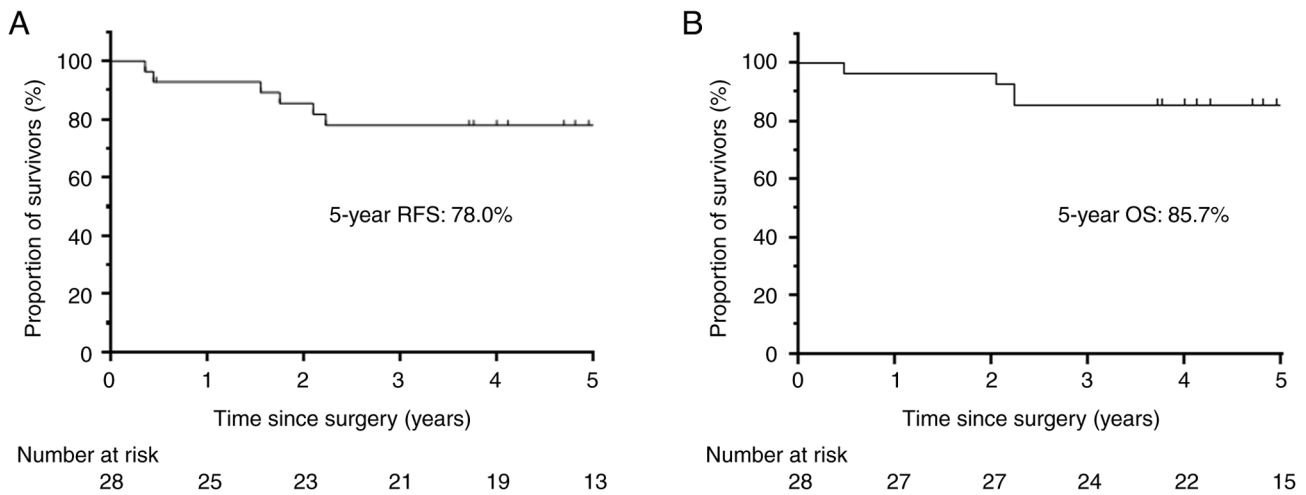 A
Proportion of survivors (%)
100
80
60
40
20
0
5-year RFS: 78.0%
0 1 2 3 4 5
Time since surgery (years)
Number at risk
28 25 23 21 19 13
B
Proportion of survivors (%)
100
80
60
40
20
0
5-year OS: 85.7%
0 1 2 3 4 5
Time since surgery (years)
Number at risk
28 27 27 24 22 15